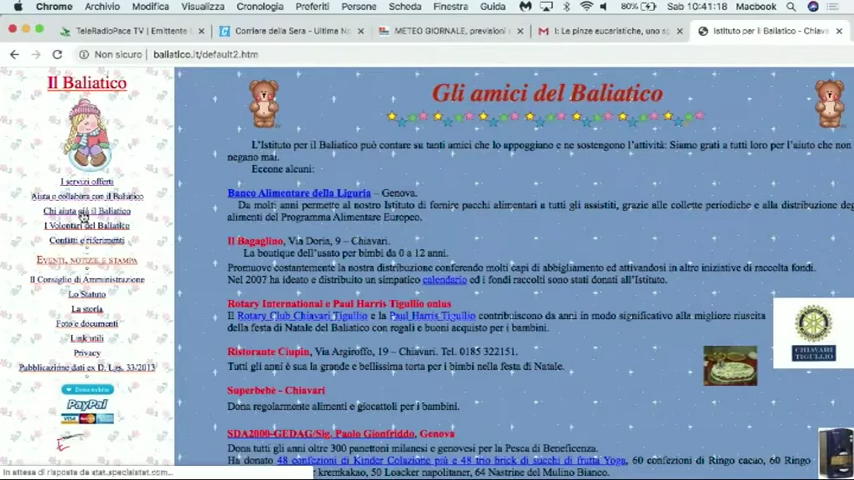 Chrome Archivio Modifica Visualizza Cronologia Preferiti Persone Scheda Finestra Guida 80% Sab 10:41:18 Macbook
TeleRadioPace TV | Emittente Corriere della Sera - Ultime No METEO GIORNALE, previsioni I: Le pinze eucaristiche, uno s Istituto per il Baliatico - Chiav
Non sicuro | baliatico.it/default2.htm
Il Baliatico
I servizi offerti
Aiuta e collabora con il Baliatico
Chi aiuta già il Baliatico
I Volontari del Baliatico
Contatti e riferimenti
EVENTI, NOTIZIE E STAMPA
Il Consiglio di Amministrazione
Lo Statuto
La storia
Foto e documenti
Link utili
Privacy
Pubblicazione dati ex D. Lgs. 33/2013
Dona subito
PayPal
VISA
In attesa di risposta da xtat.specialstat.com...
Gli amici del Baliatico
L'Istituto per il Baliatico può contare su tanti amici che lo appoggiano e ne sostengono l'attività: Siamo grati a tutti loro per l'aiuto che non
negano mai.
Eccone alcuni:
Banco Alimentare della Liguria – Genova.
Da molti anni permette al nostro Istituto di fornire pacchi alimentari a tutti gli assistiti, grazie alle collette periodiche e alla distribuzione deg
alimenti del Programma Alimentare Europeo.
Il Bagaglino, Via Doria, 9 – Chiavari.
La boutique dell'usato per bimbi da 0 a 12 anni.
Promuove costantemente la nostra distribuzione conferendo molti capi di abbigliamento ed attivandosi in altre iniziative di raccolta fondi.
Nel 2007 ha ideato e distribuito un simpatico calendario ed i fondi raccolti sono stati donati all'Istituto.
Rotary International e Paul Harris Tigullio onlus
Il Rotary Club Chiavari Tigullio e la Paul Harris Tigullio contribuiscono da anni in modo significativo alla migliore riuscita
della festa di Natale del Baliatico con regali e buoni acquisto per i bambini.
CHIAVARI
TIGULLIO
Ristorante Ciupin, Via Argiroffo, 19 – Chiavari. Tel. 0185 322151.
Tutti gli anni è sua la grande e bellissima torta per i bimbi nella festa di Natale.
Superbebè - Chiavari
Dona regolarmente alimenti e giocattoli per i bambini.
SDA2000-GEDAG/Sig. Paolo Gionfriddo, Genova
Dona tutti gli anni oltre 300 panettoni milanesi e genovesi per la Pesca di Beneficenza.
Ha donato 48 confezioni di Kinder Colazione più e 48 trio brick di succhi di frutta Yoga, 60 confezioni di Ringo cacao, 60 Ringo
kremkakao, 50 Loacker napolitaner, 64 Nastrine del Mulino Bianco.